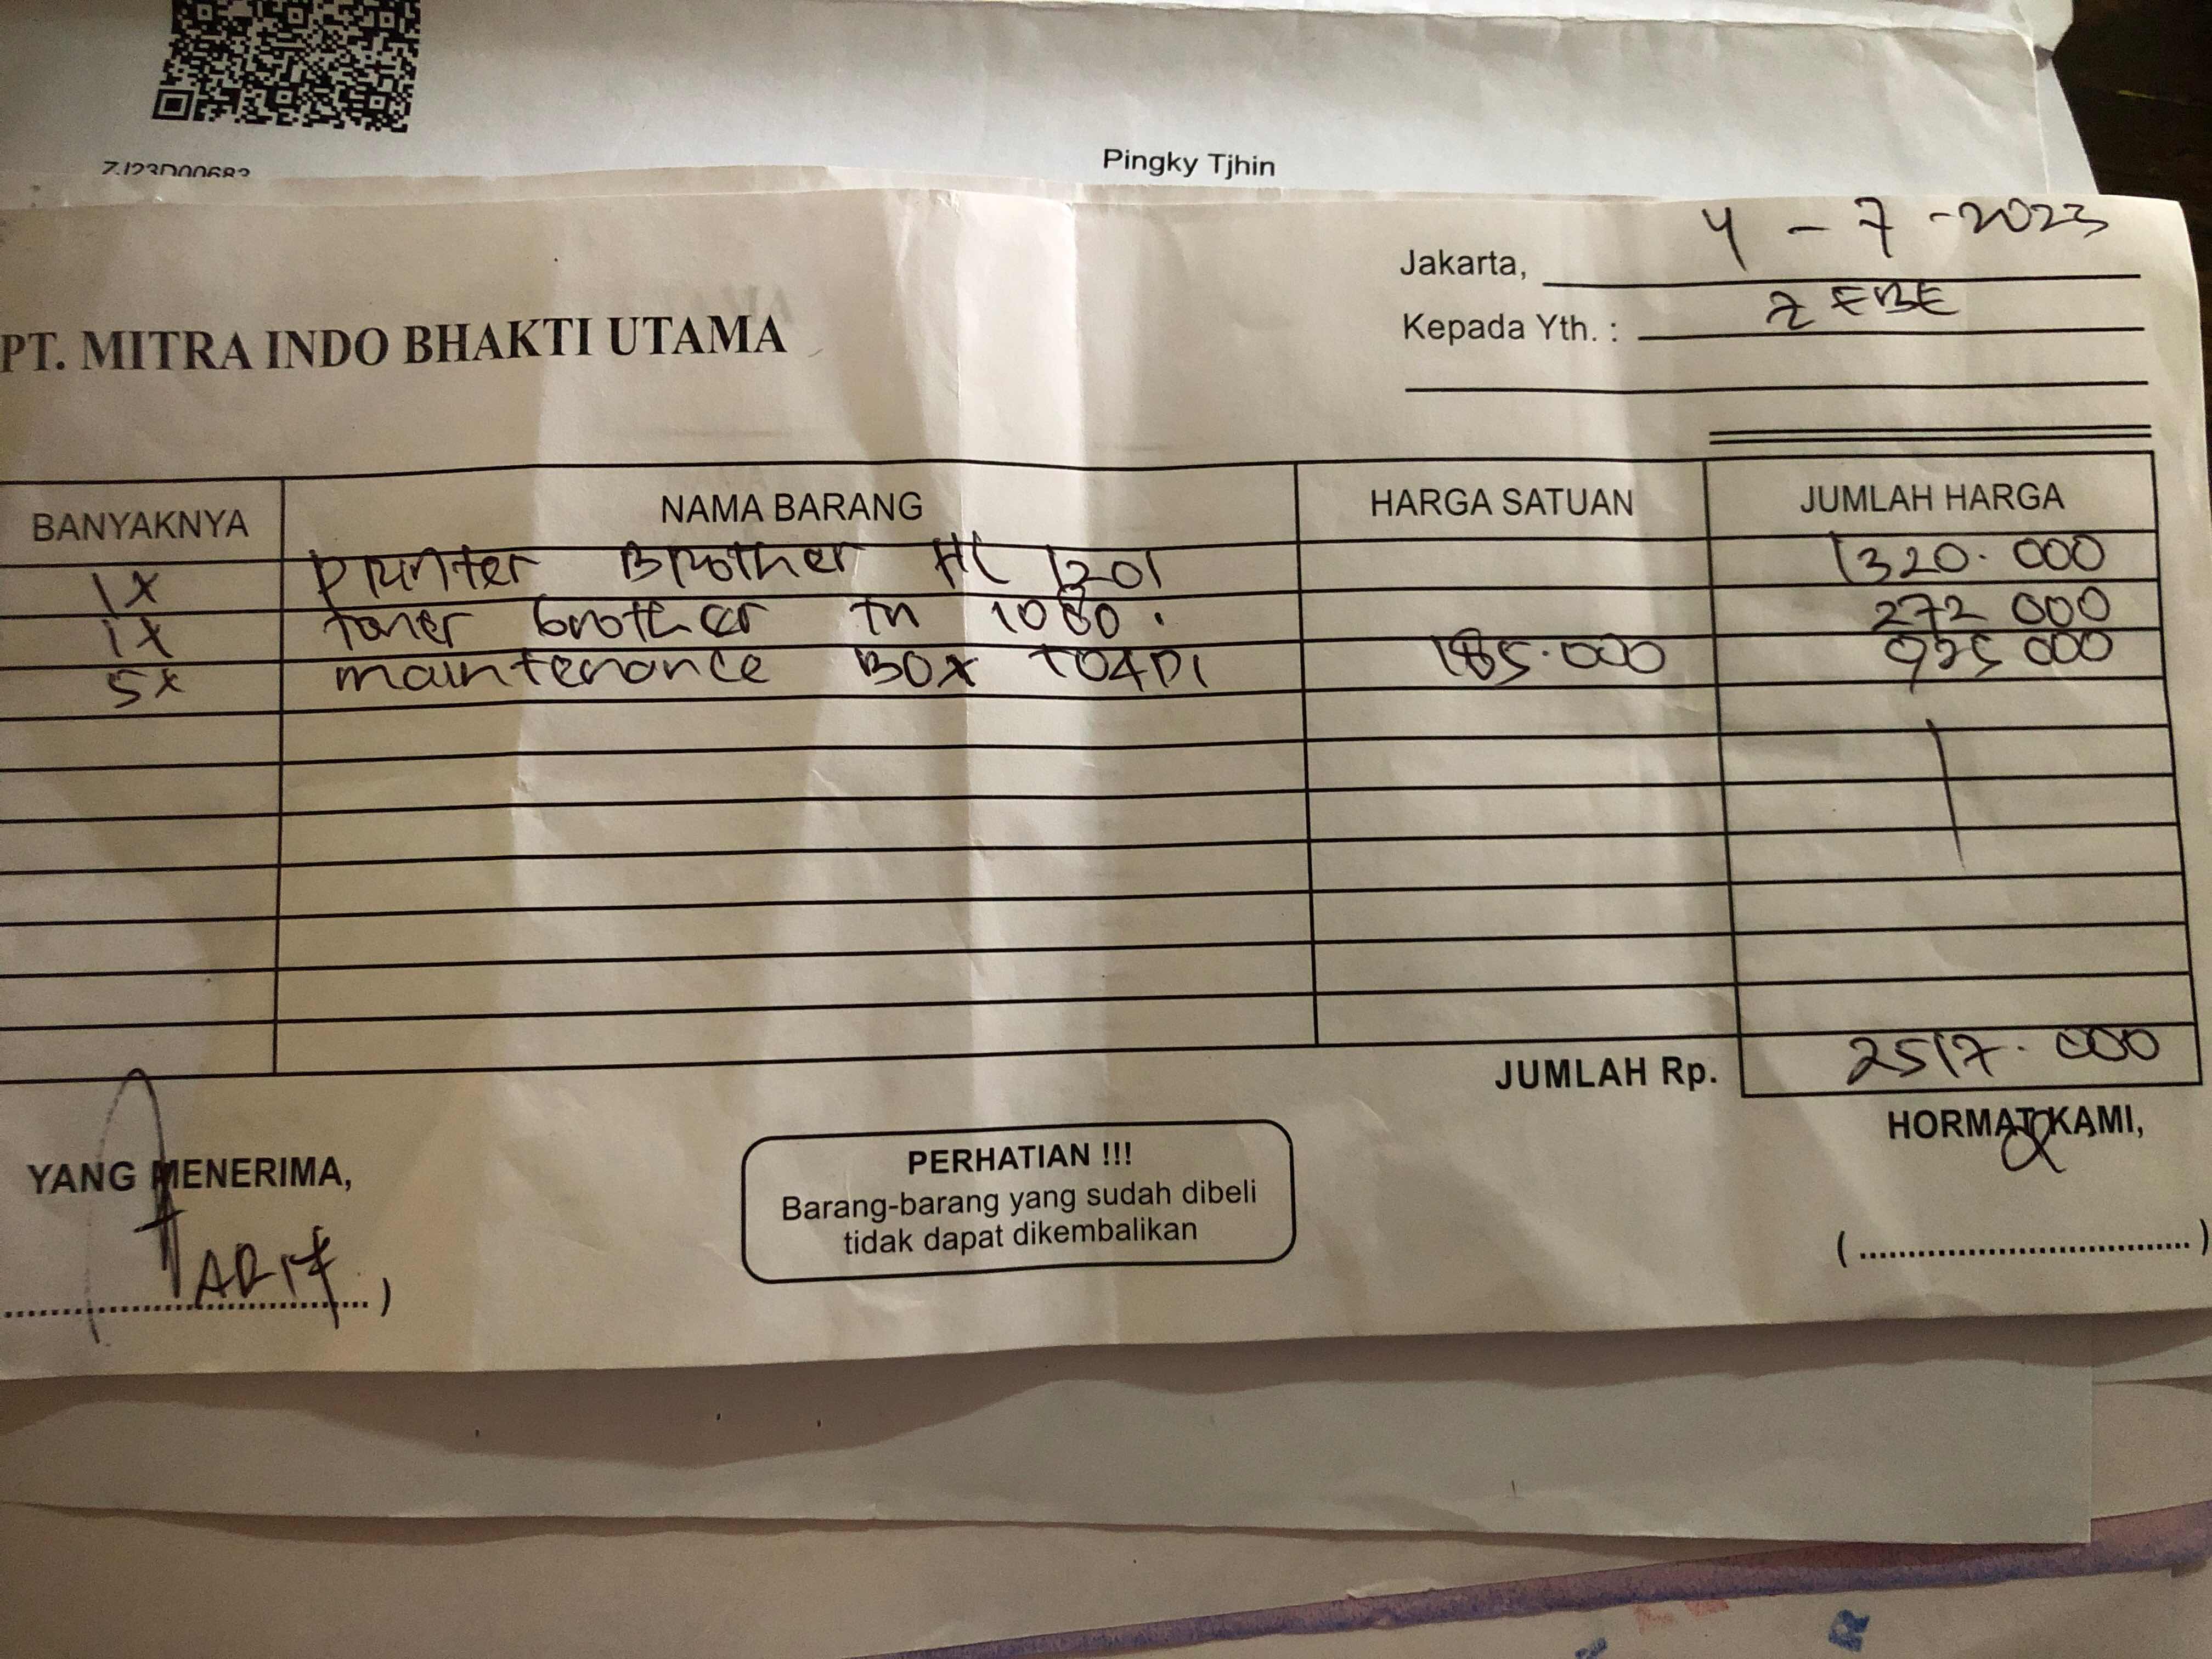 Pingky Tjhin
Jakarta, 4-7-2023
Kepada Yth. : ZEBE
PT. MITRA INDO BHAKTI UTAMA
BANYAKNYA NAMA BARANG HARGA SATUAN JUMLAH HARGA
1x printer Brother HL 1201 1320.000
1x toner brother tn 1060. 272 000
5x maintenance BOX T04D1 185.000 925 000
JUMLAH Rp. 2517.000
YANG MENERIMA,
ARIF
PERHATIAN !!!
Barang-barang yang sudah dibeli
tidak dapat dikembalikan
HORMAT KAMI,